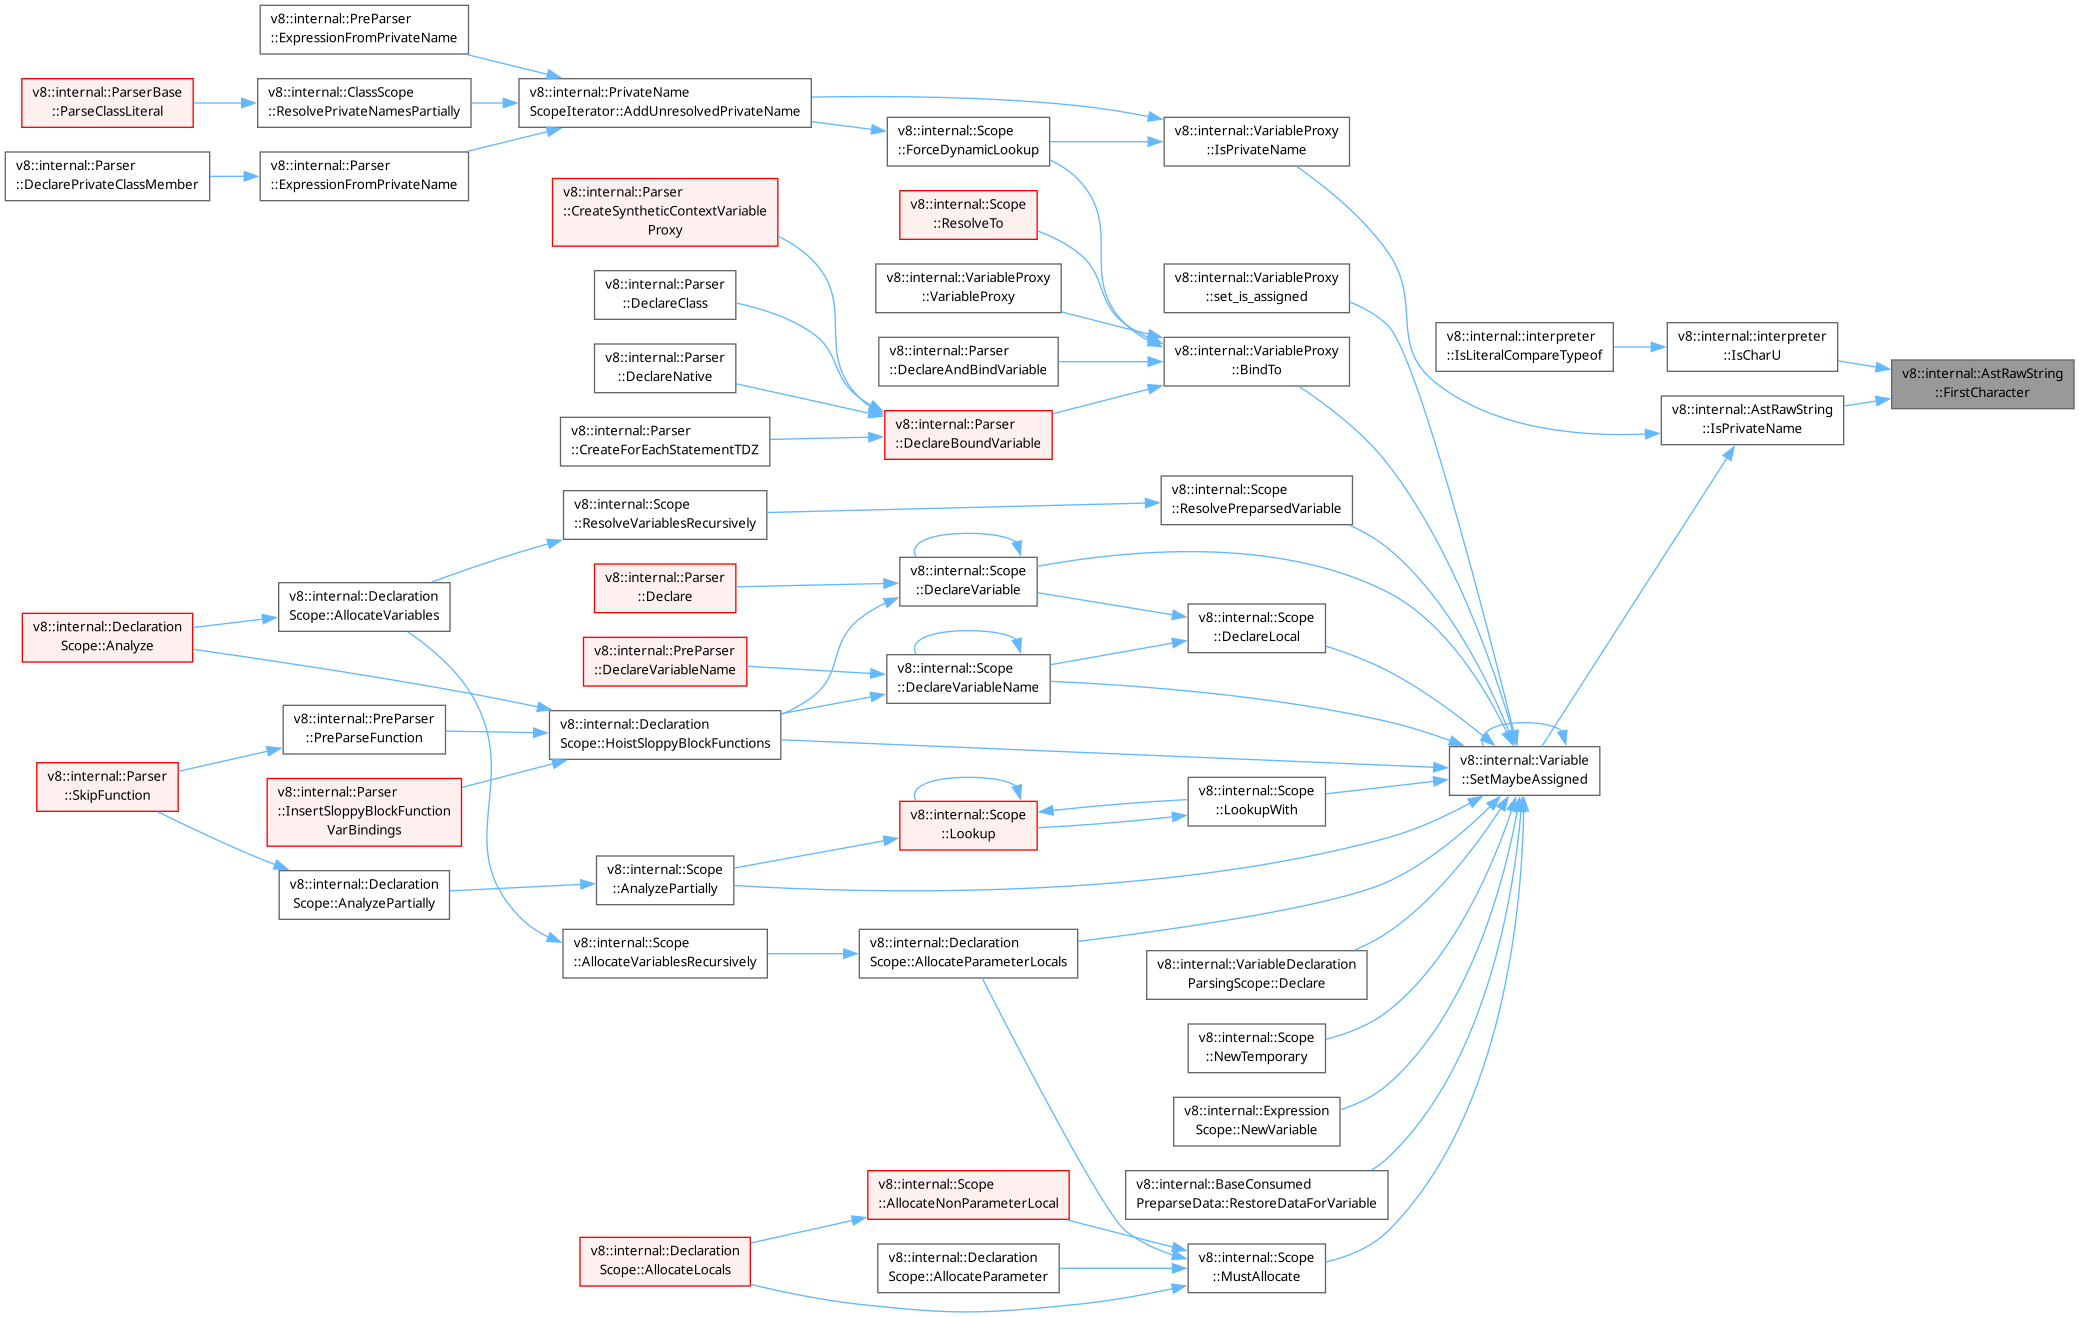 v8::internal::PreParser
::ExpressionFromPrivateName
v8::internal::ParserBase
::ParseClassLiteral
v8::internal::ClassScope
::ResolvePrivateNamesPartially
v8::internal::PrivateName
ScopeIterator::AddUnresolvedPrivateName
v8::internal::Scope
::ForceDynamicLookup
v8::internal::VariableProxy
::IsPrivateName
v8::internal::Parser
::DeclarePrivateClassMember
v8::internal::Parser
::ExpressionFromPrivateName
v8::internal::Parser
::CreateSyntheticContextVariable
Proxy
v8::internal::Scope
::ResolveTo
v8::internal::Parser
::DeclareClass
v8::internal::VariableProxy
::VariableProxy
v8::internal::VariableProxy
::set_is_assigned
v8::internal::Parser
::DeclareNative
v8::internal::Parser
::DeclareAndBindVariable
v8::internal::VariableProxy
::BindTo
v8::internal::interpreter
::IsLiteralCompareTypeof
v8::internal::interpreter
::IsCharU
v8::internal::AstRawString
::FirstCharacter
v8::internal::Parser
::CreateForEachStatementTDZ
v8::internal::Parser
::DeclareBoundVariable
v8::internal::AstRawString
::IsPrivateName
v8::internal::Scope
::ResolveVariablesRecursively
v8::internal::Scope
::ResolvePreparsedVariable
v8::internal::Declaration
Scope::AllocateVariables
v8::internal::Parser
::Declare
v8::internal::Scope
::DeclareVariable
v8::internal::Declaration
Scope::Analyze
v8::internal::PreParser
::DeclareVariableName
v8::internal::Scope
::DeclareVariableName
v8::internal::Scope
::DeclareLocal
v8::internal::PreParser
::PreParseFunction
v8::internal::Declaration
Scope::HoistSloppyBlockFunctions
v8::internal::Variable
::SetMaybeAssigned
v8::internal::Parser
::SkipFunction
v8::internal::Parser
::InsertSloppyBlockFunction
VarBindings
v8::internal::Scope
::Lookup
v8::internal::Scope
::LookupWith
v8::internal::Declaration
Scope::AnalyzePartially
v8::internal::Scope
::AnalyzePartially
v8::internal::Scope
::AllocateVariablesRecursively
v8::internal::Declaration
Scope::AllocateParameterLocals
v8::internal::VariableDeclaration
ParsingScope::Declare
v8::internal::Scope
::NewTemporary
v8::internal::Expression
Scope::NewVariable
v8::internal::Scope
::AllocateNonParameterLocal
v8::internal::BaseConsumed
PreparseData::RestoreDataForVariable
v8::internal::Declaration
Scope::AllocateLocals
v8::internal::Declaration
Scope::AllocateParameter
v8::internal::Scope
::MustAllocate